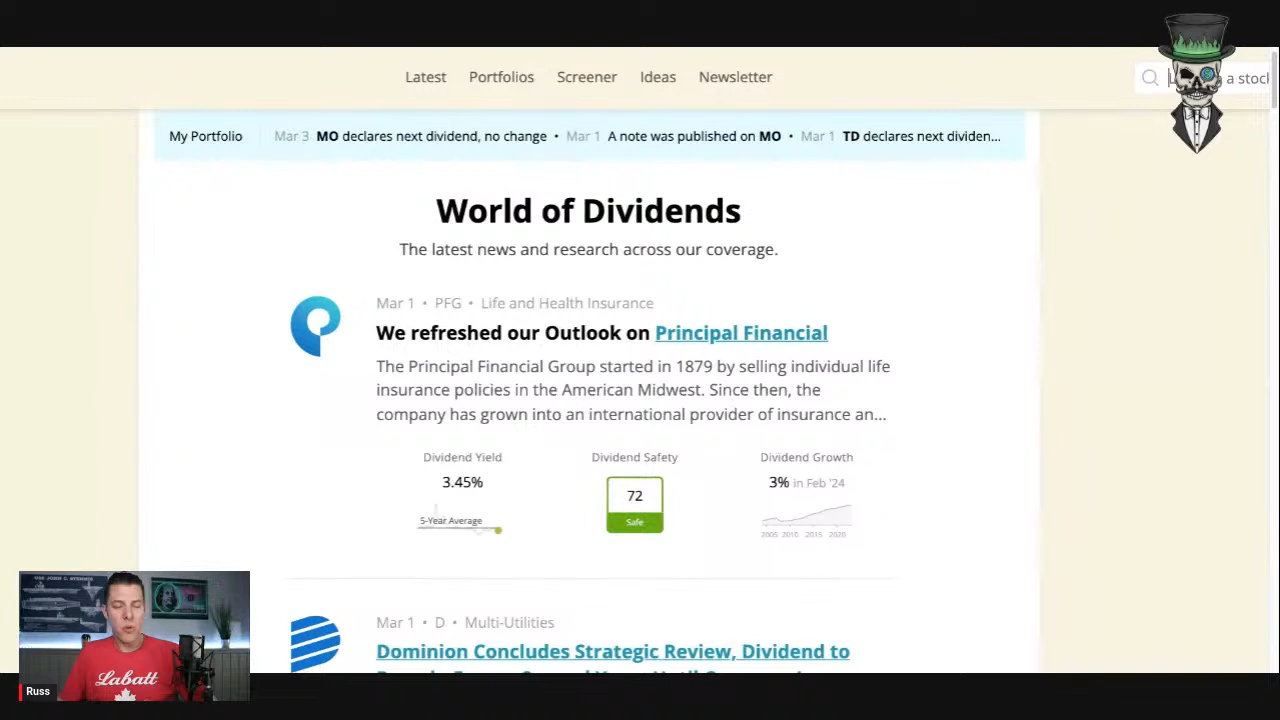 Latest Portfolios Screener Ideas Newsletter
a stock
My Portfolio Mar 3 MO declares next dividend, no change • Mar 1 A note was published on MO • Mar 1 TD declares next dividen...
World of Dividends
The latest news and research across our coverage.
Mar 1 • PFG • Life and Health Insurance
We refreshed our Outlook on Principal Financial
The Principal Financial Group started in 1879 by selling individual life
insurance policies in the American Midwest. Since then, the
company has grown into an international provider of insurance an...
Dividend Yield Dividend Safety Dividend Growth
3.45% 72 3% in Feb '24
5-Year Average Safe
2005 2010 2015 2020
Mar 1 • D • Multi-Utilities
Dominion Concludes Strategic Review, Dividend to
Labatt
Russ